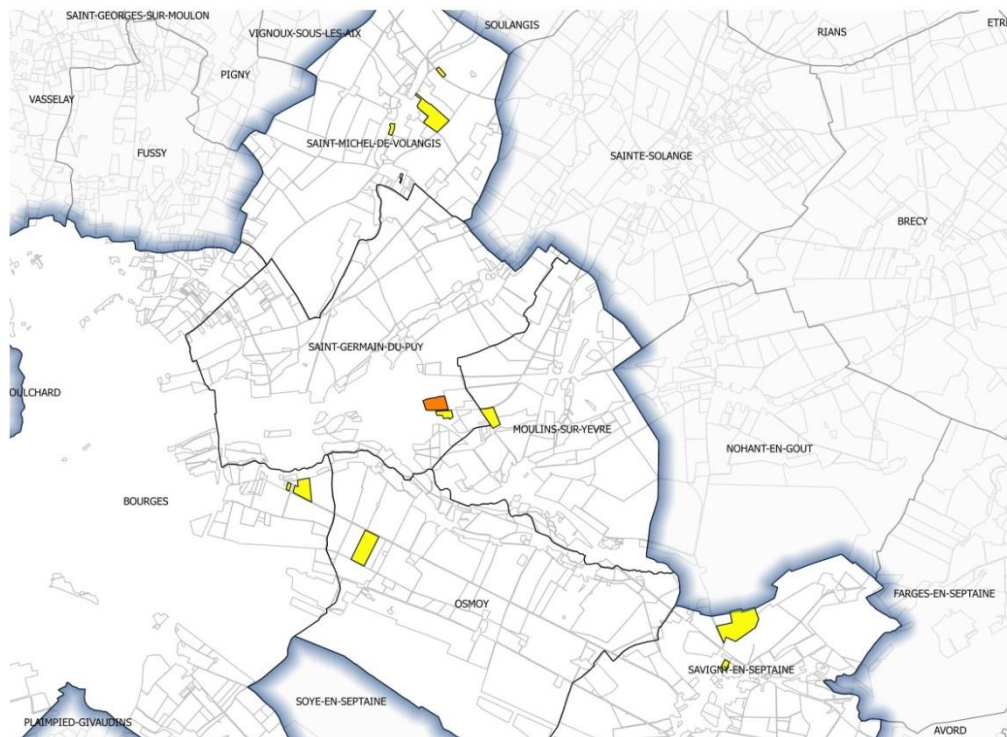 SAINT-GEORGES-SUR-MOULON
SOULANGIS
ETRE
VIGNOUX-SOUS-LES-AIX
RIANS
PIGNY
VASSELAY
SAINT-MICHEL-DE-VOLANGIS
FUSSY
SAINTE-SOLANGE
BRECY
SAINT-GERMAIN-DU-PUY
OULCHARD
MOULINS-SUR-YEVRE
NOHANT-EN-GOUT
BOURGES
FARGES-EN-SEPTAINE
OSMOY
SAVIGNY-EN-SEPTAINE
SOYE-EN-SEPTAINE
PLAIMPIED-GIVAUDINS
AVORD